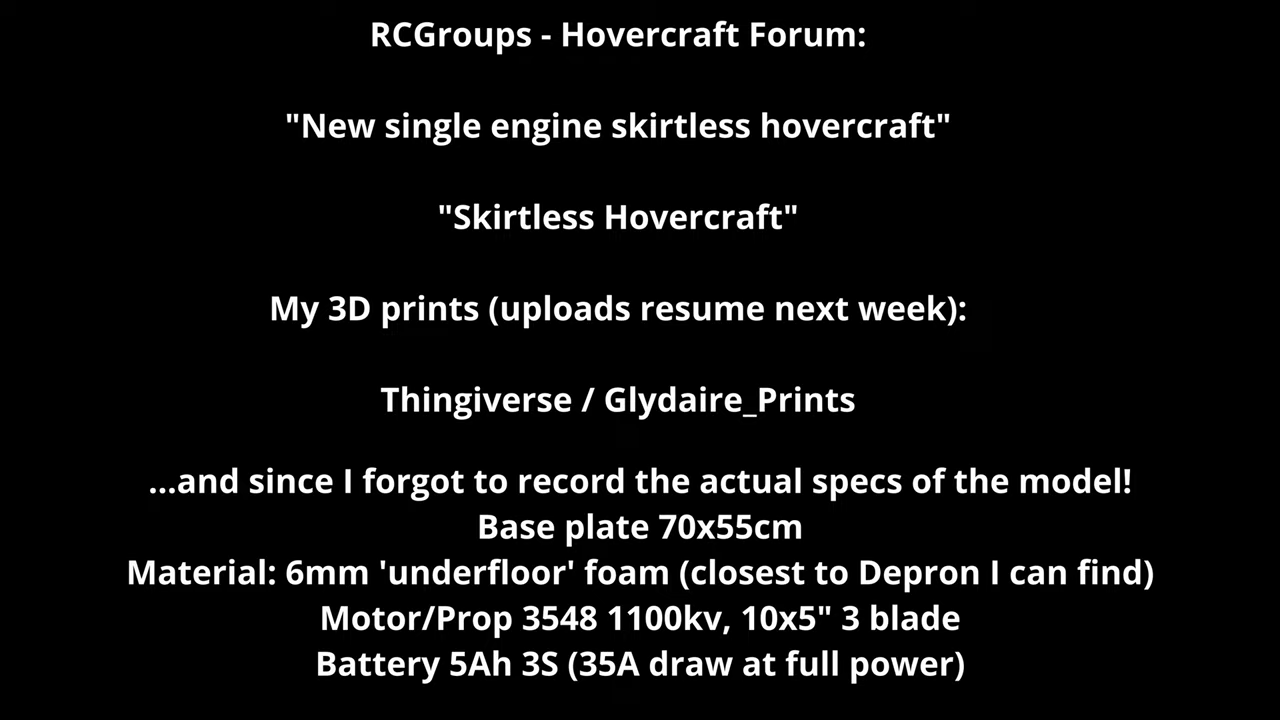 RCGroups - Hovercraft Forum:
"New single engine skirtless hovercraft"
"Skirtless Hovercraft"
My 3D prints (uploads resume next week):
Thingiverse / Glydaire_Prints
...and since I forgot to record the actual specs of the model!
Base plate 70x55cm
Material: 6mm 'underfloor' foam (closest to Depron I can find)
Motor/Prop 3548 1100kv, 10x5" 3 blade
Battery 5Ah 3S (35A draw at full power)